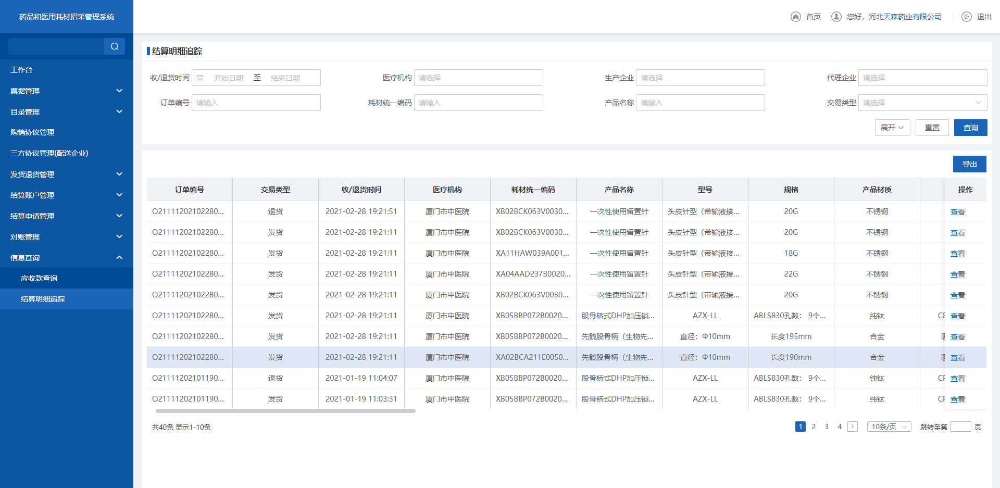 药品和医用耗材招采管理系统
首页
您好，河北天森药业有限公司
退出
工作台
票据管理
目录管理
购销协议管理
三方协议管理(配送企业)
发货退货管理
结算账户管理
结算申请管理
对账管理
信息查询
应收款查询
结算明细追踪
结算明细追踪
收/退货时间 开始日期 至 结束日期 医疗机构 请选择 生产企业 请选择 代理企业 请选择
订单编号 请输入 耗材统一编码 请输入 产品名称 请输入 交易类型 请选择
展开 重置 查询
导出
订单编号 交易类型 收/退货时间 医疗机构 耗材统一编码 产品名称 型号 规格 产品材质 操作
O21111202102280... 退货 2021-02-28 19:21:51 厦门市中医院 XB02BCK063V0030... 一次性使用留置针 头皮针型（带输液接... 20G 不锈钢 查看
O21111202102280... 发货 2021-02-28 19:21:11 厦门市中医院 XB02BCK063V0030... 一次性使用留置针 头皮针型（带输液接... 20G 不锈钢 查看
O21111202102280... 发货 2021-02-28 19:21:11 厦门市中医院 XA11HAW039A001... 一次性使用留置针 头皮针型（带输液接... 18G 不锈钢 查看
O21111202102280... 发货 2021-02-28 19:21:11 厦门市中医院 XA04AAD237B0020... 一次性使用留置针 头皮针型（带输液接... 22G 不锈钢 查看
O21111202102280... 发货 2021-02-28 19:21:11 厦门市中医院 XB02BCK063V0030... 一次性使用留置针 头皮针型（带输液接... 20G 不锈钢 查看
O21111202102280... 发货 2021-02-28 19:21:11 厦门市中医院 XB05BBP072B0020... 股骨桥式DHP加压锁... AZX-LL ABLS830孔数： 9个... 纯钛 查看
O21111202102280... 发货 2021-02-28 19:21:11 厦门市中医院 XB05BBP072B0020... 先髋股骨柄（生物先... 直径：Φ10mm 长度195mm 合金 查看
O21111202102280... 发货 2021-02-28 19:21:11 厦门市中医院 XA02BCA211E0050... 先髋股骨柄（生物先... 直径：Φ10mm 长度190mm 合金 查看
O21111202101190... 退货 2021-01-19 11:04:07 厦门市中医院 XB05BBP072B0020... 股骨桥式DHP加压锁... AZX-LL ABLS830孔数： 9个... 纯钛 查看
O21111202101190... 发货 2021-01-19 11:03:31 厦门市中医院 XB05BBP072B0020... 股骨桥式DHP加压锁... AZX-LL ABLS830孔数： 9个... 纯钛 查看
共40条 显示1-10条
1 2 3 4 10条/页 跳转至第 页